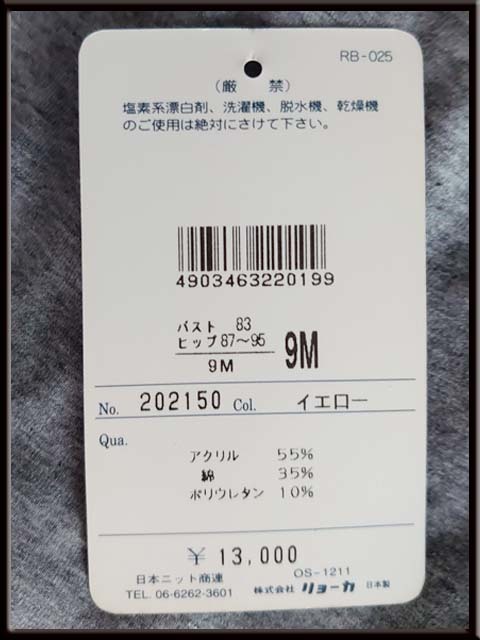 RB-025
(厳 禁)
塩素系漂白剤、洗濯機、脱水機、乾燥機
のご使用は絶対にさけて下さい。
4903463220199
バスト 83
ヒップ 87～95
9M
9M
No. 202150 Col. イエロー
Qua.
アクリル 55%
綿 35%
ポリウレタン 10%
¥ 13,000
日本ニット商連 OS-1211
TEL. 06-6262-3601 株式会社 リョーカ 日本製